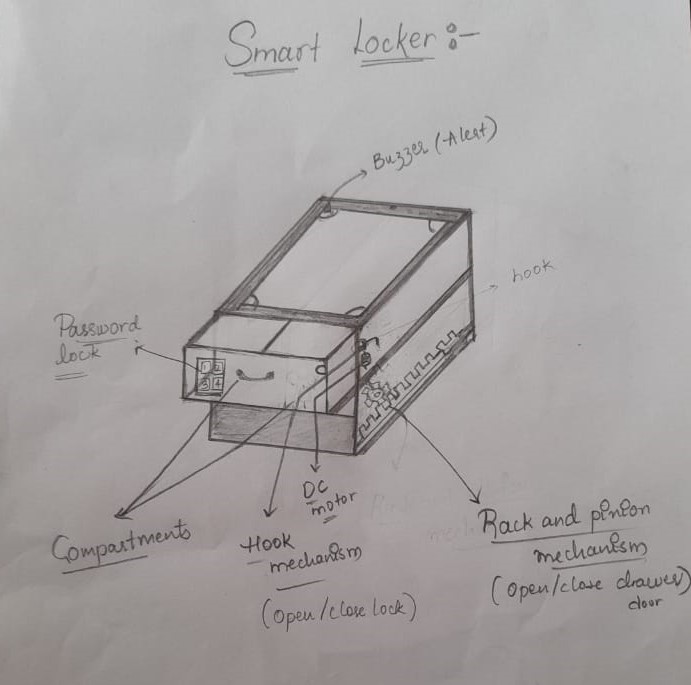 Smart Locker :-
Buzzer (Alert)
hook
Password
lock
1 2
3 4
DC
motor
Compartments
Hook
mechanism
(Open/close lock)
Rack and pinion
mechanism
(Open/close drawer)
door